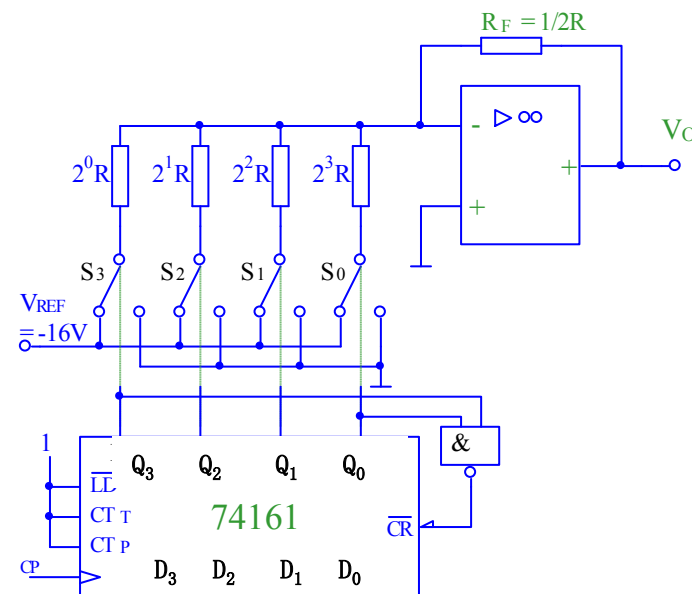 R F = 1/2R
▷ ∞
-
V O
+
+
2⁰R 2¹R 2²R 2³R
S3 S2 S1 S0
VREF
= -16V
&
1
Q3 Q2 Q1 Q0
LD
CT T
74161
CR
CT P
CP
D3 D2 D1 D0